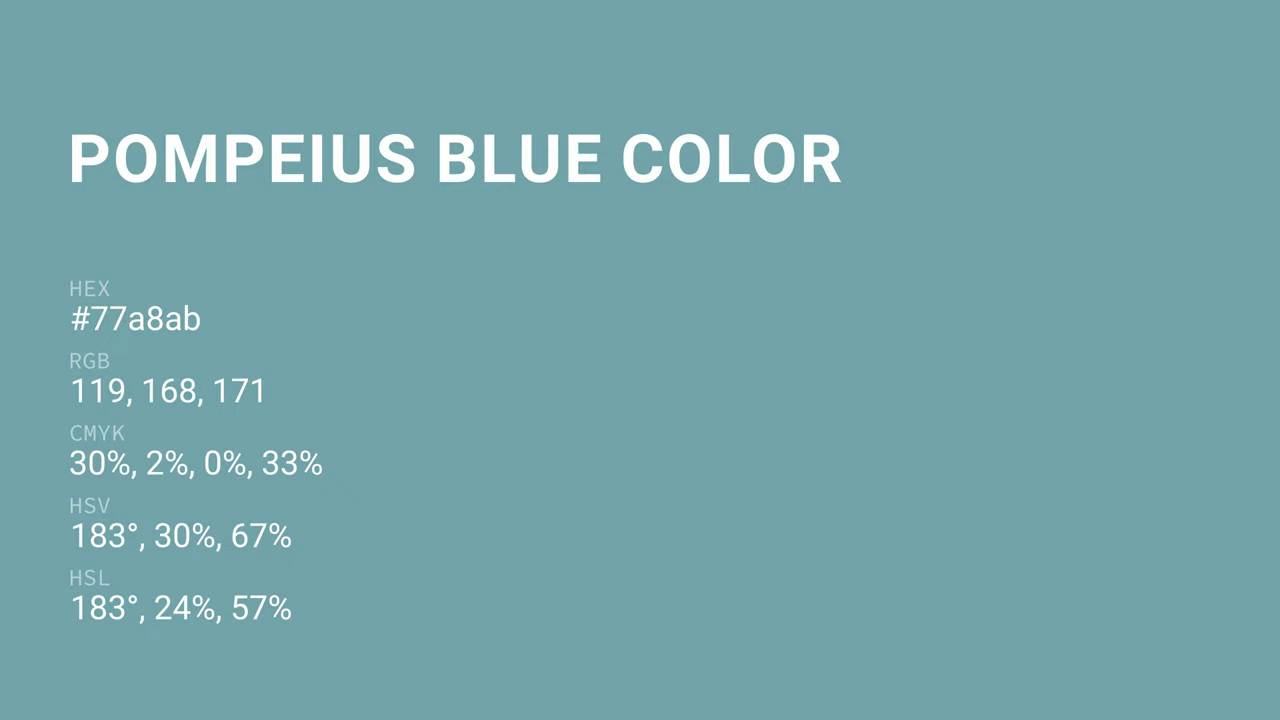 POMPEIUS BLUE COLOR
HEX
#77a8ab
RGB
119, 168, 171
CMYK
30%, 2%, 0%, 33%
HSV
183°, 30%, 67%
HSL
183°, 24%, 57%